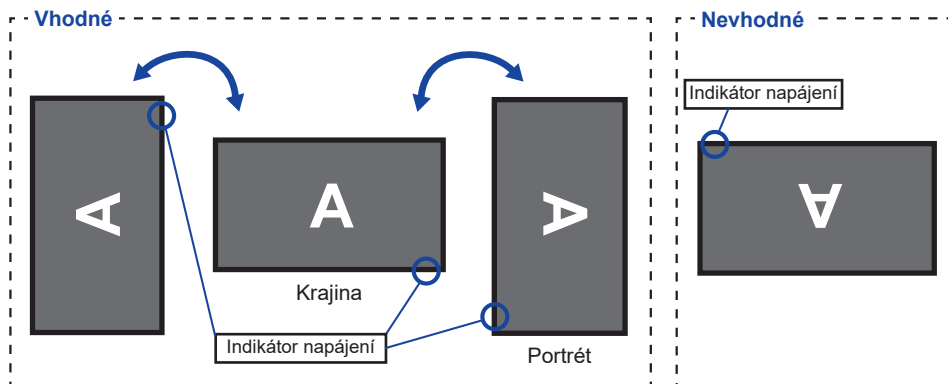 Vhodné
A
A
Krajina
A
Portrét
Indikátor napájení
Nevhodné
Indikátor napájení
A